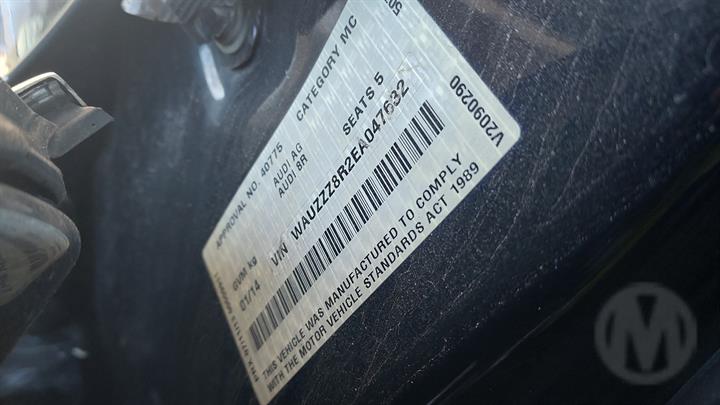 APPROVAL NO. 40775 CATEGORY MC
AUDI AG
AUDI 8R SEATS 5
GVM kg
01/14 VIN WAUZZZ8R2EA047632
V2090290
THIS VEHICLE WAS MANUFACTURED TO COMPLY
WITH THE MOTOR VEHICLE STANDARDS ACT 1989
M